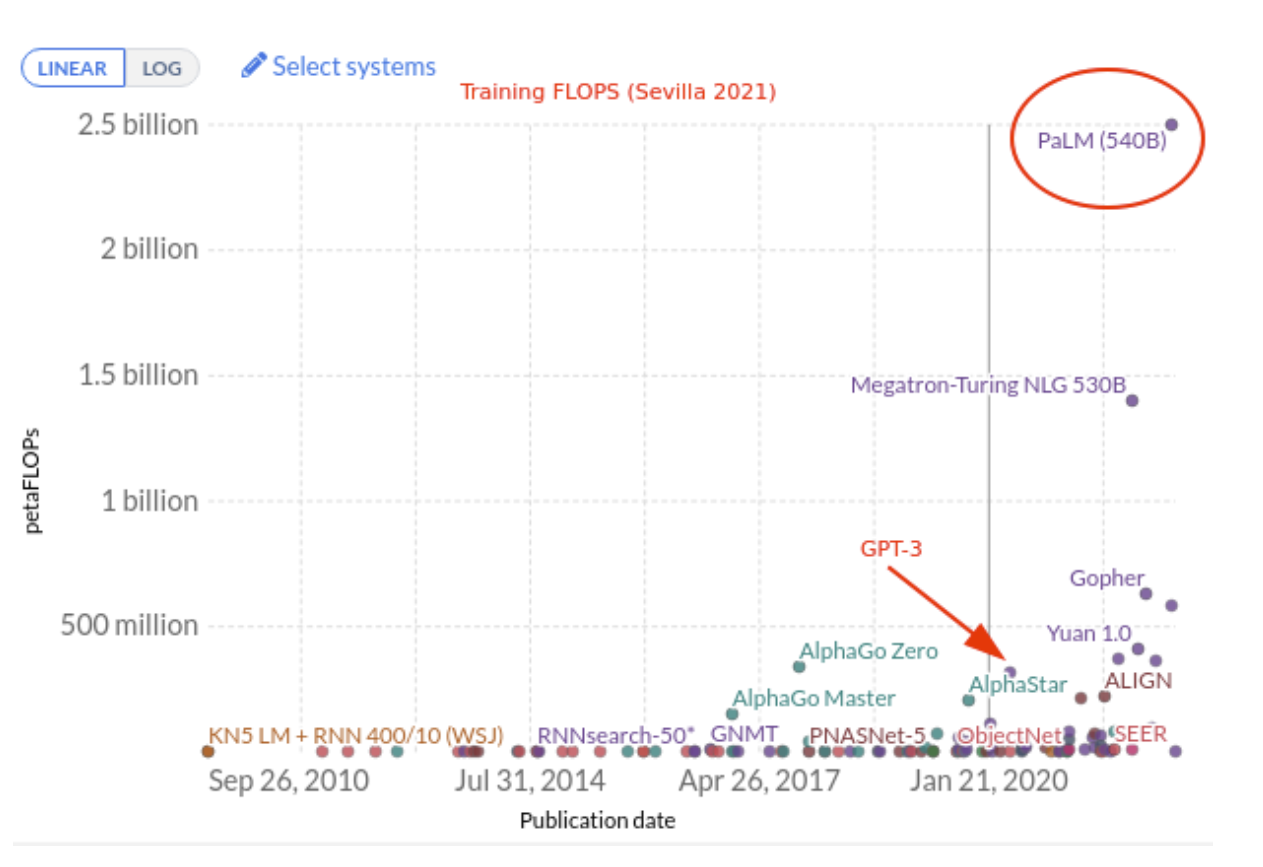 LINEAR LOG Select systems
Training FLOPS (Sevilla 2021)
2.5 billion
PaLM (540B)
2 billion
1.5 billion
Megatron-Turing NLG 530B
petaFLOPs
1 billion
GPT-3
Gopher
500 million
Yuan 1.0
AlphaGo Zero
AlphaStar
ALIGN
AlphaGo Master
KN5 LM + RNN 400/10 (WSJ)
RNNsearch-50*
GNMT
PNASNet-5
ObjectNet
SEER
Sep 26, 2010
Jul 31, 2014
Apr 26, 2017
Jan 21, 2020
Publication date